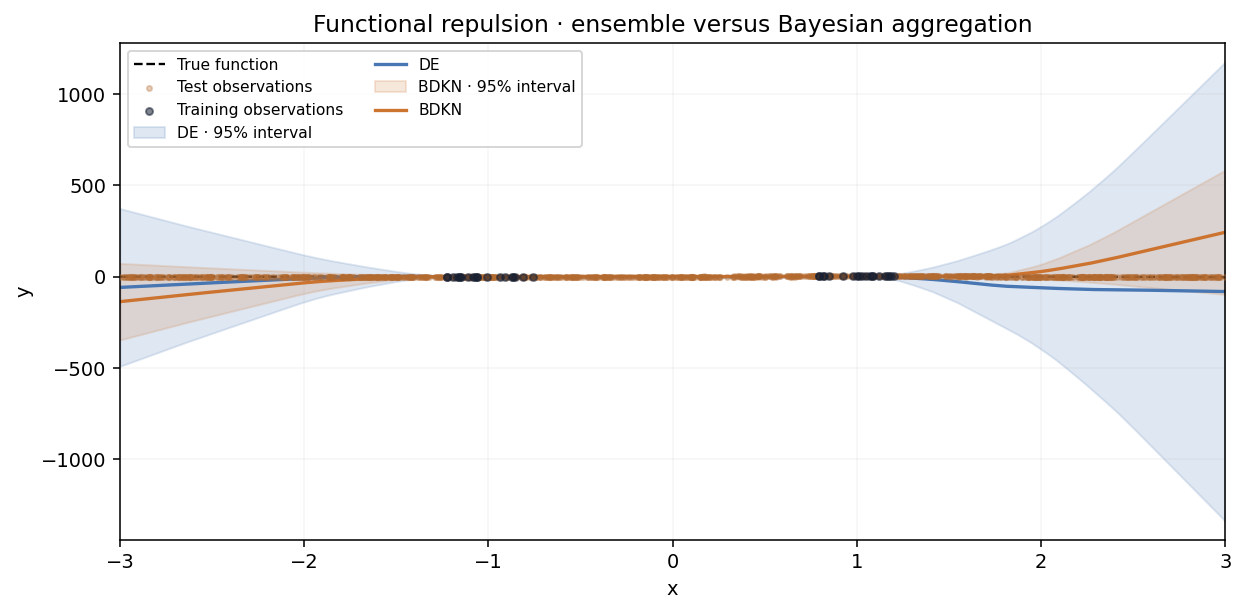 Functional repulsion · ensemble versus Bayesian aggregation
True function
Test observations
Training observations
DE · 95% interval
DE
BDKN · 95% interval
BDKN
y
1000
500
0
−500
−1000
−3
−2
−1
0
1
2
3
x